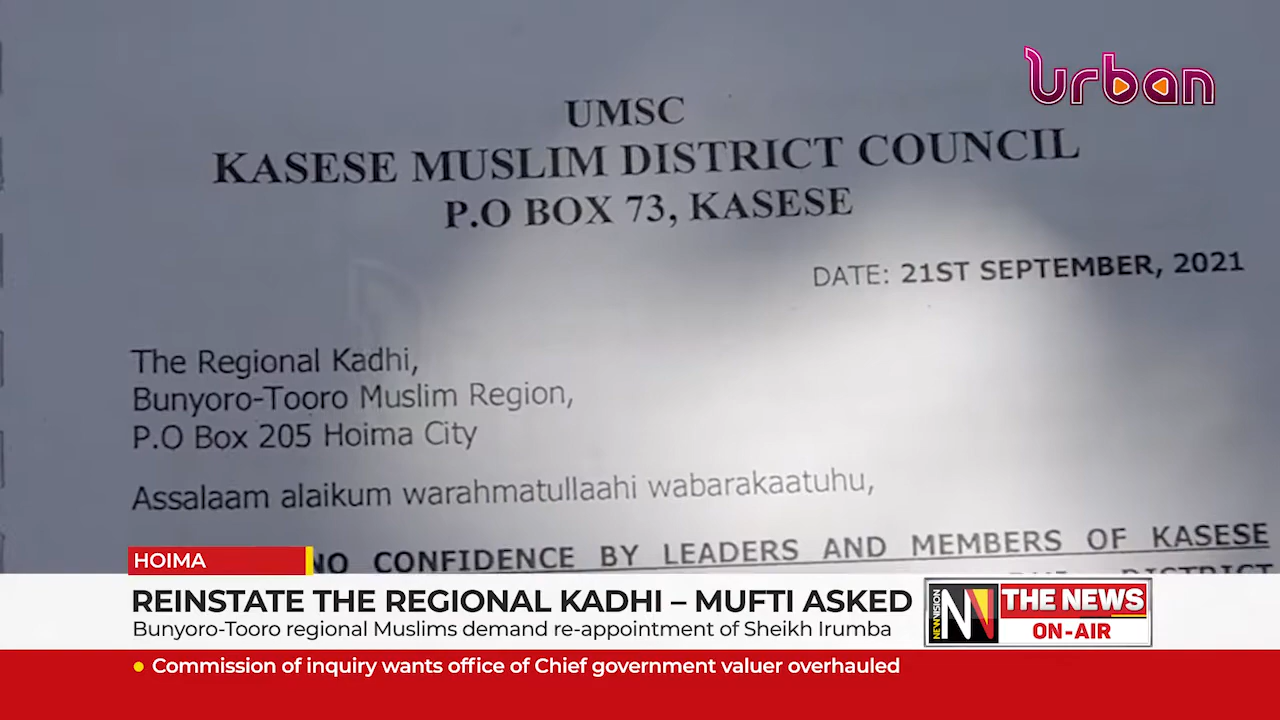 Urban
UMSC
KASESE MUSLIM DISTRICT COUNCIL
P.O BOX 73, KASESE
DATE: 21ST SEPTEMBER, 2021
The Regional Kadhi,
Bunyoro-Tooro Muslim Region,
P.O Box 205 Hoima City
Assalaam alaikum warahmatullaahi wabarakaatuhu,
NO CONFIDENCE BY LEADERS AND MEMBERS OF KASESE
DISTRICT
HOIMA
REINSTATE THE REGIONAL KADHI – MUFTI ASKED
Bunyoro-Tooro regional Muslims demand re-appointment of Sheikh Irumba
NEW VISION
N
THE NEWS
ON-AIR
Commission of inquiry wants office of Chief government valuer overhauled